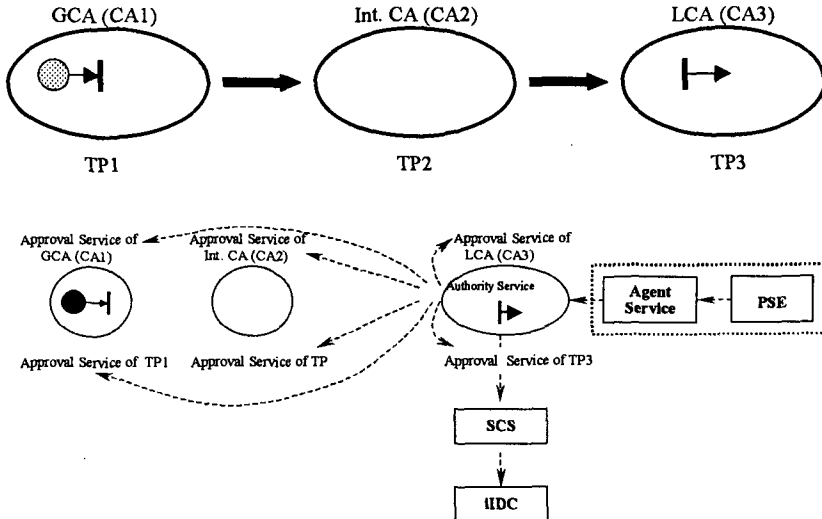 GCA (CA1)
Int. CA (CA2)
LCA (CA3)
TP1
TP2
TP3
Approval Service of
GCA (CA1)
Approval Service of
Int. CA (CA2)
Approval Service of
LCA (CA3)
Authority Service
Agent
Service
PSE
Approval Service of TP1
Approval Service of TP
Approval Service of TP3
SCS